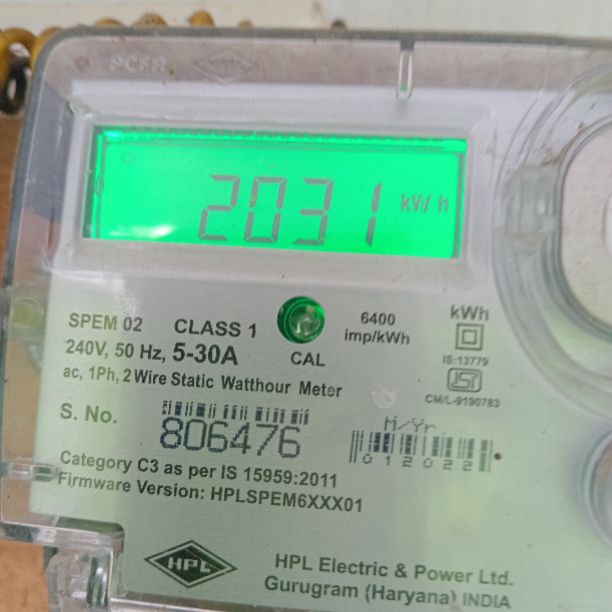 PCFR
2031 kWh
SPEM 02 CLASS 1
6400
imp/kWh
kWh
240V, 50 Hz, 5-30A
CAL
IS:13779
ISI
ac, 1Ph, 2 Wire Static Watthour Meter
CM/L-9190783
S. No.
806476
M/Yr
012022
Category C3 as per IS 15959:2011
Firmware Version: HPLSPEM6XXX01
HPL
HPL Electric & Power Ltd.
Gurugram (Haryana) INDIA